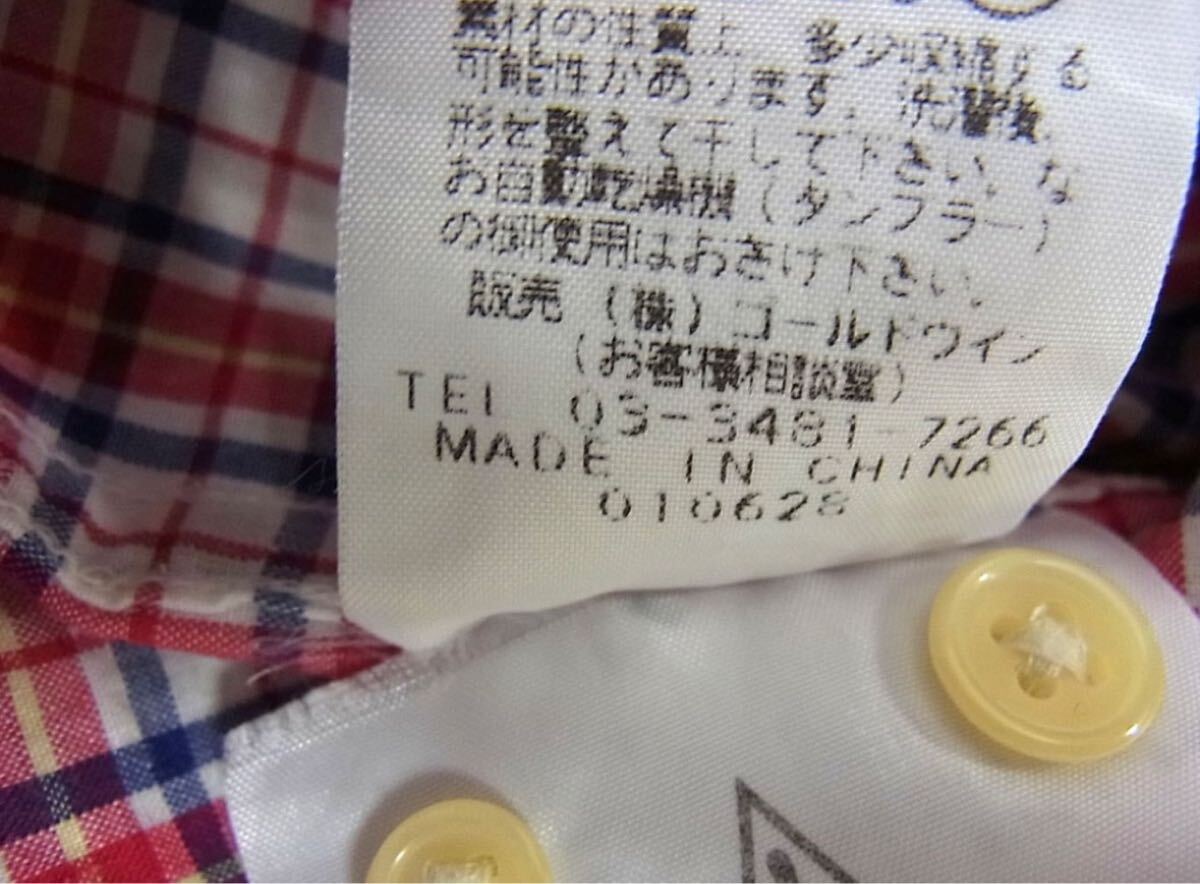 素材の性質上、多少収縮する
可能性があります。洗濯後、
形を整えて干して下さい。な
お自動乾燥機(タンブラー)
の御使用はおさけ下さい。
販売 (株)ゴールドウイン
(お客様相談室)
TEL 03-3481-7266
MADE IN CHINA
010628